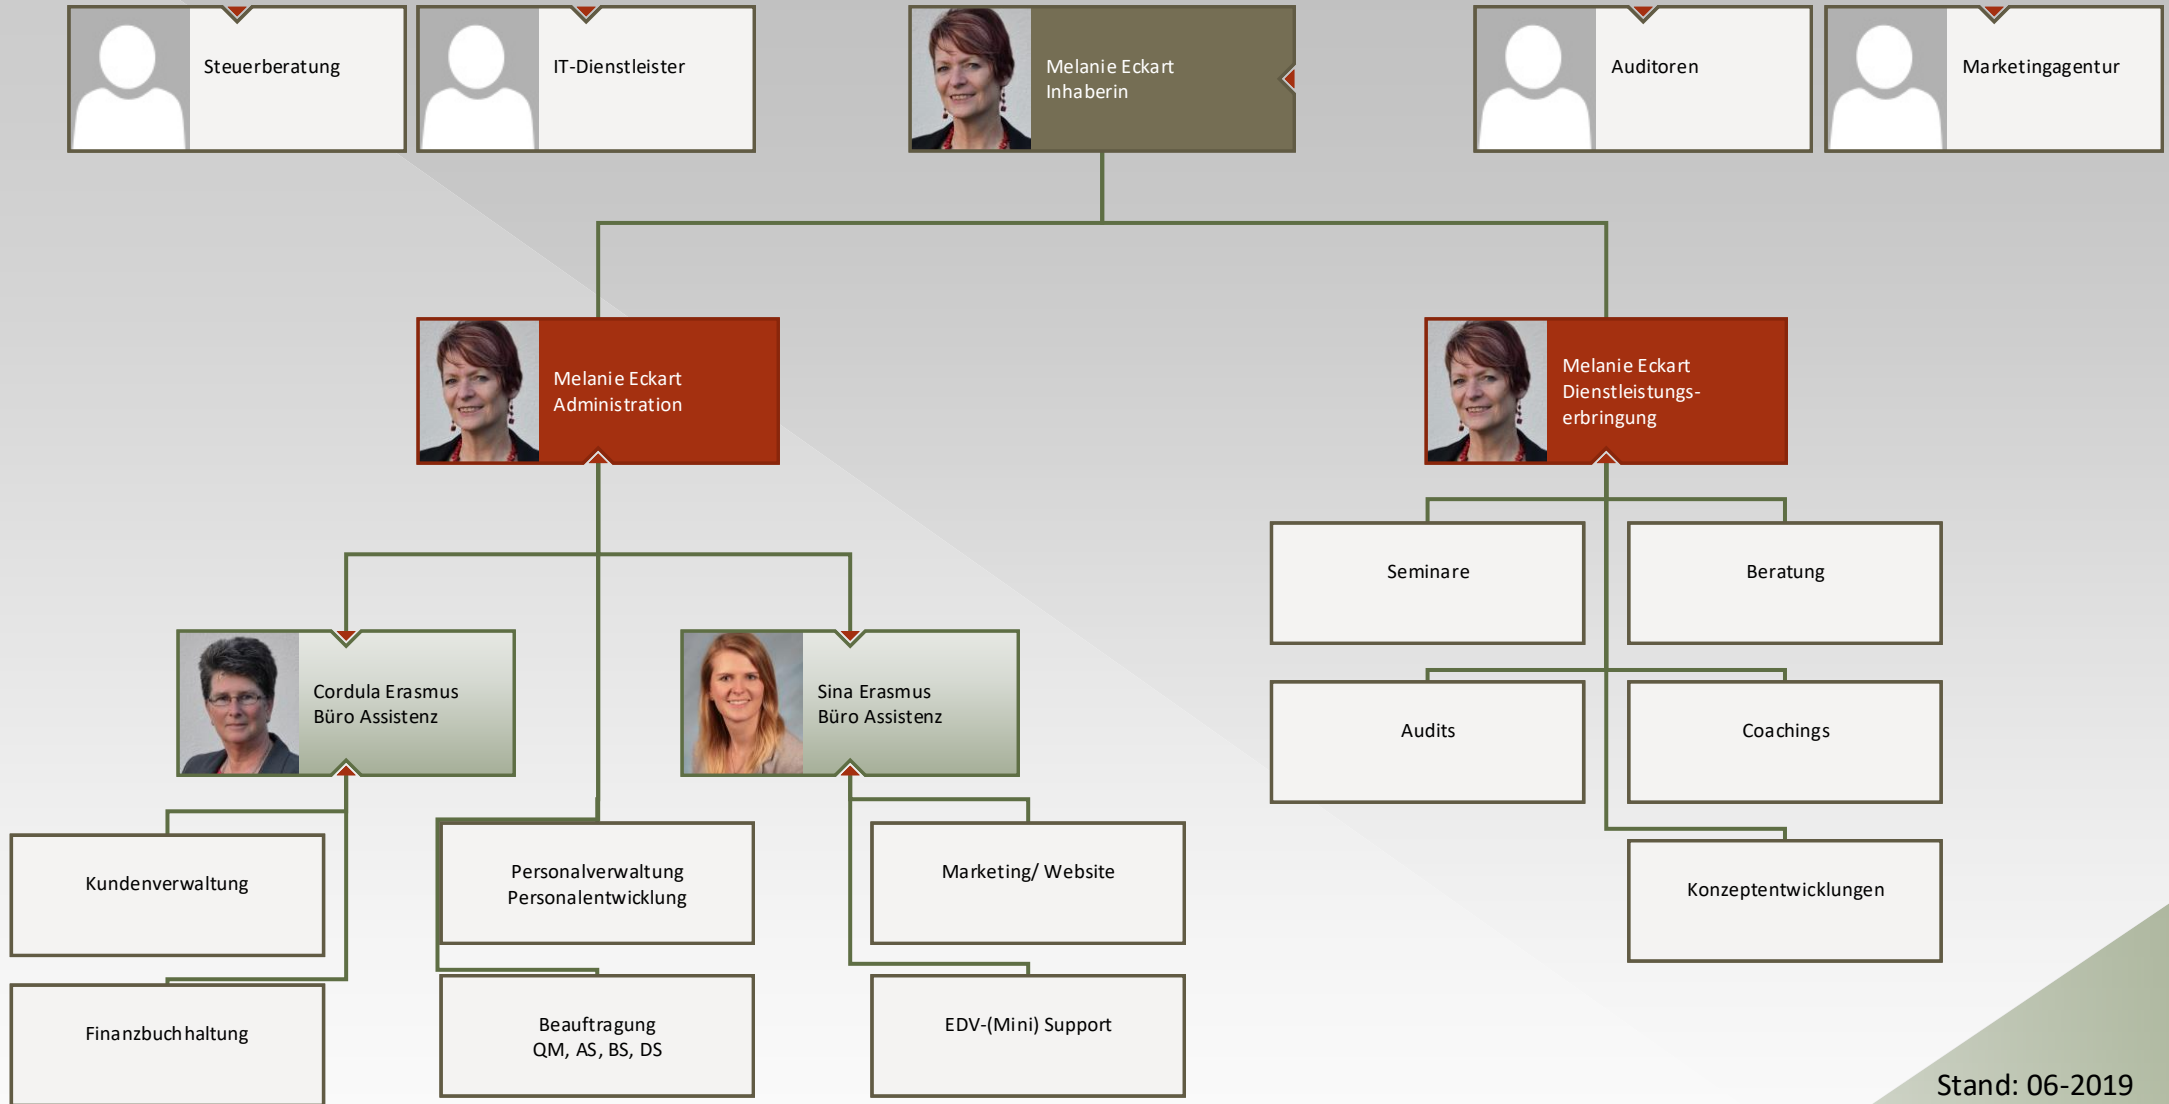 Steuerberatung
IT-Dienstleister
Melanie Eckart
Inhaberin
Auditoren
Marketingagentur
Melanie Eckart
Administration
Melanie Eckart
Dienstleistungs-
erbringung
Seminare
Beratung
Cordula Erasmus
Büro Assistenz
Sina Erasmus
Büro Assistenz
Audits
Coachings
Kundenverwaltung
Personalverwaltung
Personalentwicklung
Marketing/ Website
Konzeptentwicklungen
Finanzbuchhaltung
Beauftragung
QM, AS, BS, DS
EDV-(Mini) Support
Stand: 06-2019